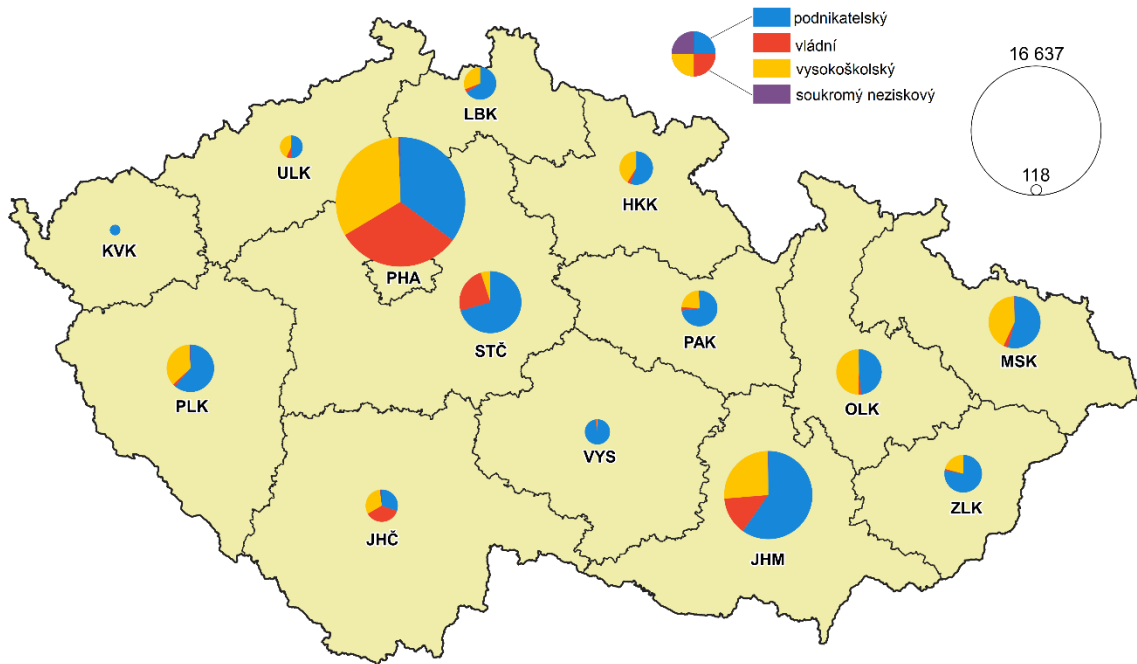 podnikatelský
vládní
vysokoškolský
soukromý neziskový
16 637
118
LBK
ULK
HKK
KVK
PHA
STČ
PAK
MSK
PLK
OLK
VYS
ZLK
JHČ
JHM